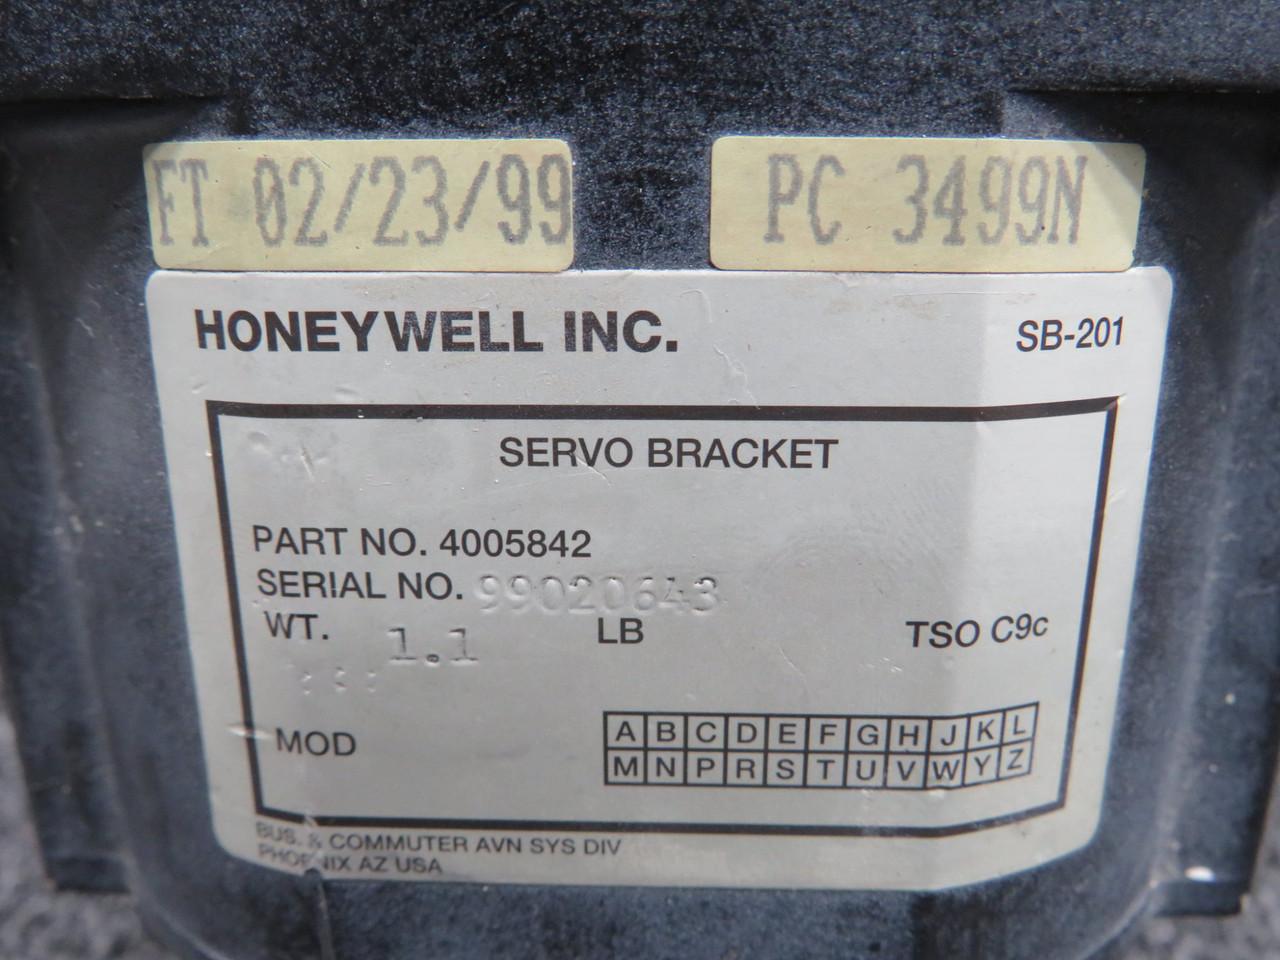 FT 02/23/99
PC 3499N
HONEYWELL INC.
SB-201
SERVO BRACKET
PART NO. 4005842
SERIAL NO. 99020643
WT. 1.1 LB
TSO C9c
MOD
A B C D E F G H J K L
M N P R S T U V W Y Z
BUS. & COMMUTER AVN SYS DIV
PHOENIX AZ USA